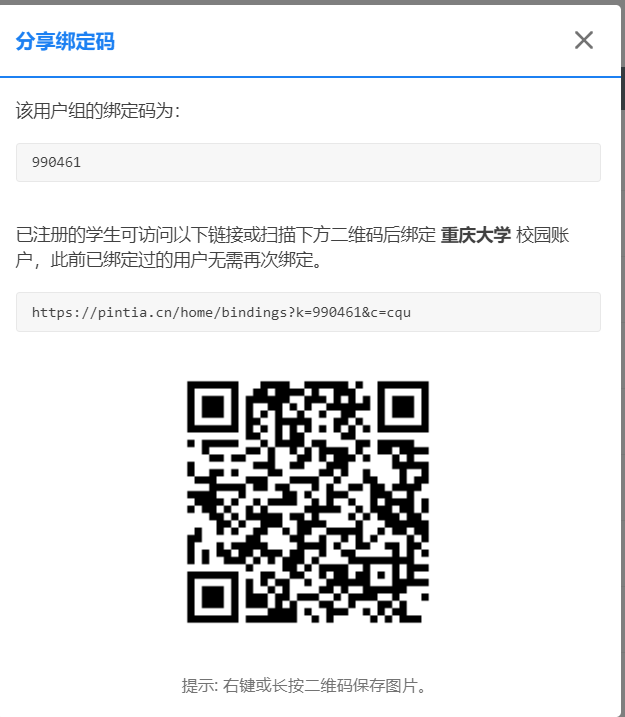 分享绑定码
该用户组的绑定码为：
990461
已注册的学生可访问以下链接或扫描下方二维码后绑定 重庆大学 校园账
户，此前已绑定过的用户无需再次绑定。
https://pintia.cn/home/bindings?k=990461&c=cqu
提示: 右键或长按二维码保存图片。